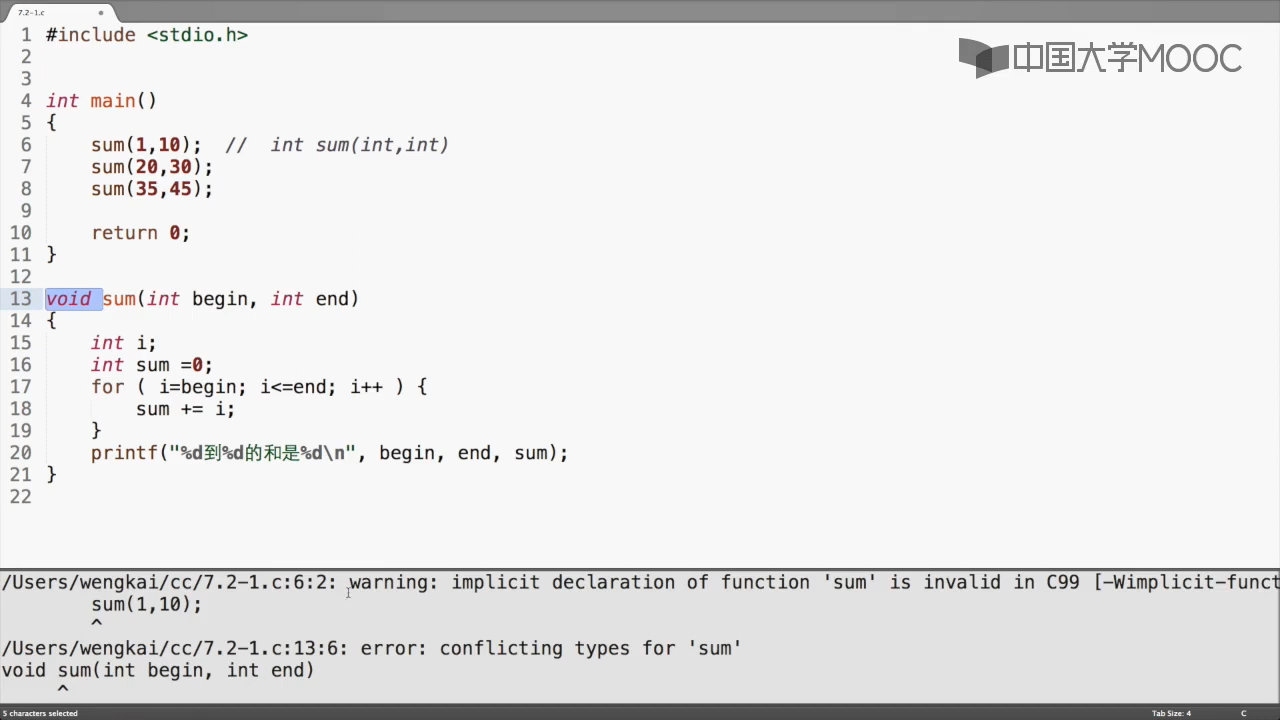 7.2-1.c
中国大学MOOC
1 #include <stdio.h>
2
3
4 int main()
5 {
6 sum(1,10); // int sum(int,int)
7 sum(20,30);
8 sum(35,45);
9
10 return 0;
11 }
12
13 void sum(int begin, int end)
14 {
15 int i;
16 int sum =0;
17 for ( i=begin; i<=end; i++ ) {
18 sum += i;
19 }
20 printf("%d到%d的和是%d\n", begin, end, sum);
21 }
22
/Users/wengkai/cc/7.2-1.c:6:2: warning: implicit declaration of function 'sum' is invalid in C99 [-Wimplicit-funct
sum(1,10);
^
/Users/wengkai/cc/7.2-1.c:13:6: error: conflicting types for 'sum'
void sum(int begin, int end)
^
5 characters selected
Tab Size: 4
C